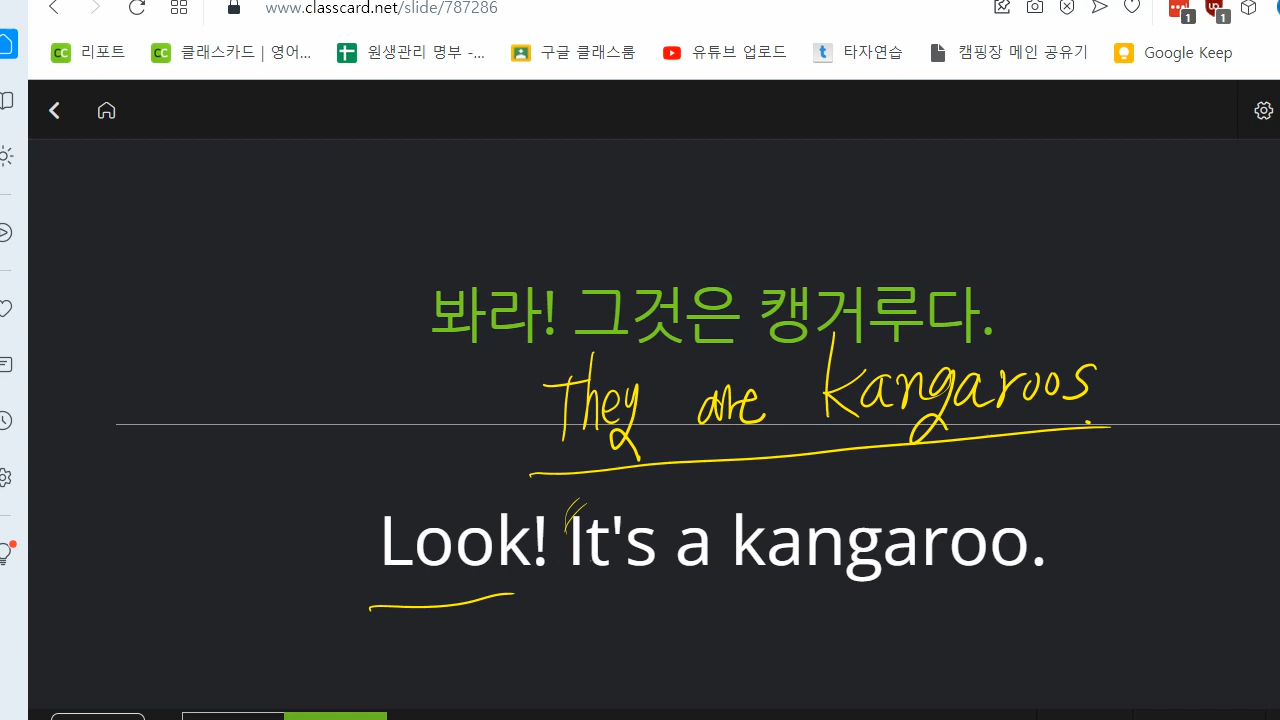 www.classcard.net/slide/787286
1 1
리포트 클래스카드 | 영어... 원생관리 명부 -... 구글 클래스룸 유튜브 업로드 타자연습 캠핑장 메인 공유기 Google Keep
봐라! 그것은 캥거루다.
They are kangaroos.
Look! It's a kangaroo.